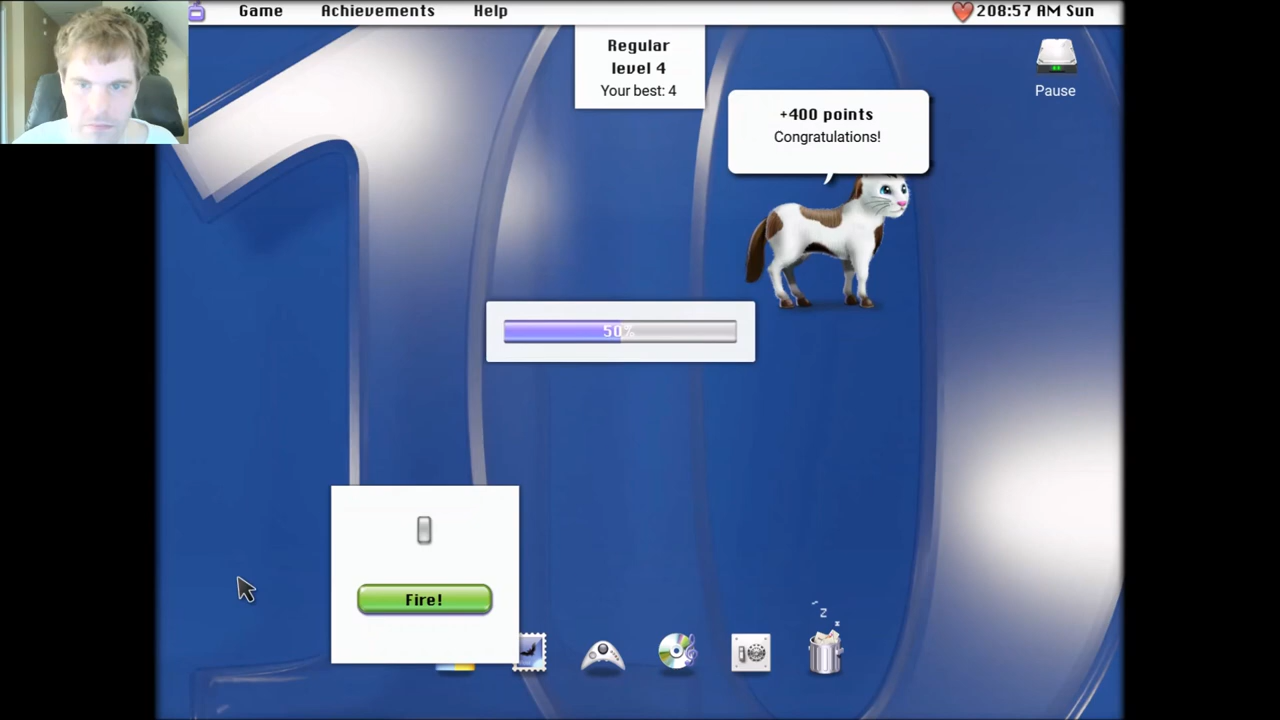 Game Achievements Help
208:57 AM Sun
Regular
level 4
Your best: 4
Pause
+400 points
Congratulations!
50%
Fire!
z
z